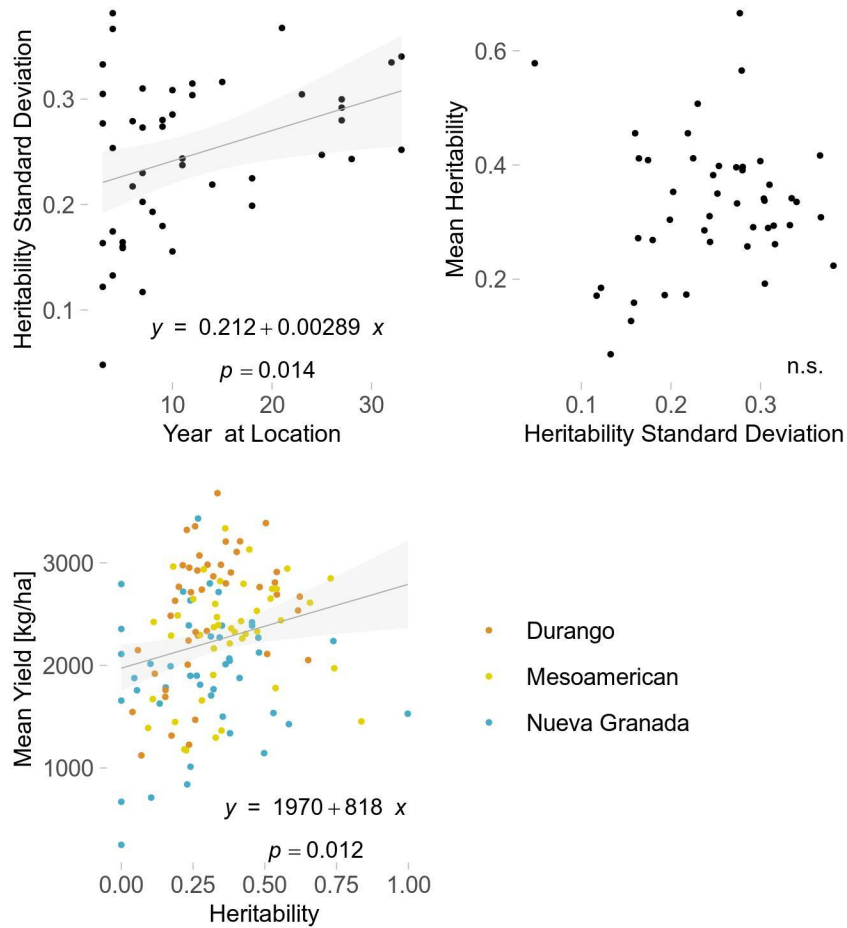 Heritability Standard Deviation
0.3
0.2
0.1
y = 0.212+0.00289 x
p = 0.014
10 20 30
Year at Location
Mean Heritability
0.6
0.4
0.2
n.s.
0.1 0.2 0.3
Heritability Standard Deviation
Mean Yield [kg/ha]
3000
2000
1000
y = 1970+818 x
p = 0.012
0.00 0.25 0.50 0.75 1.00
Heritability
Durango
Mesoamerican
Nueva Granada